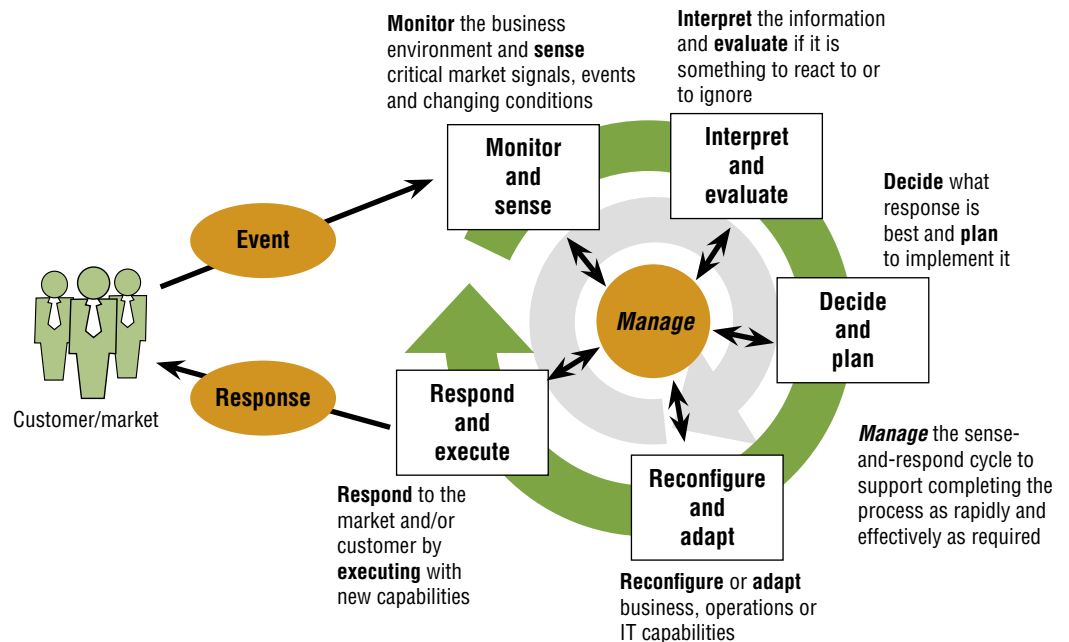 Monitor the business
environment and sense
critical market signals, events
and changing conditions
Interpret the information
and evaluate if it is
something to react to or
to ignore
Monitor
and
sense
Interpret
and
evaluate
Decide what
response is
best and plan
to implement it
Event
Manage
Decide
and
plan
Customer/market
Response
Respond
and
execute
Manage the sense-
and-respond cycle to
support completing the
process as rapidly and
effectively as required
Reconfigure
and
adapt
Respond to the
market and/or
customer by
executing with
new capabilities
Reconfigure or adapt
business, operations or
IT capabilities